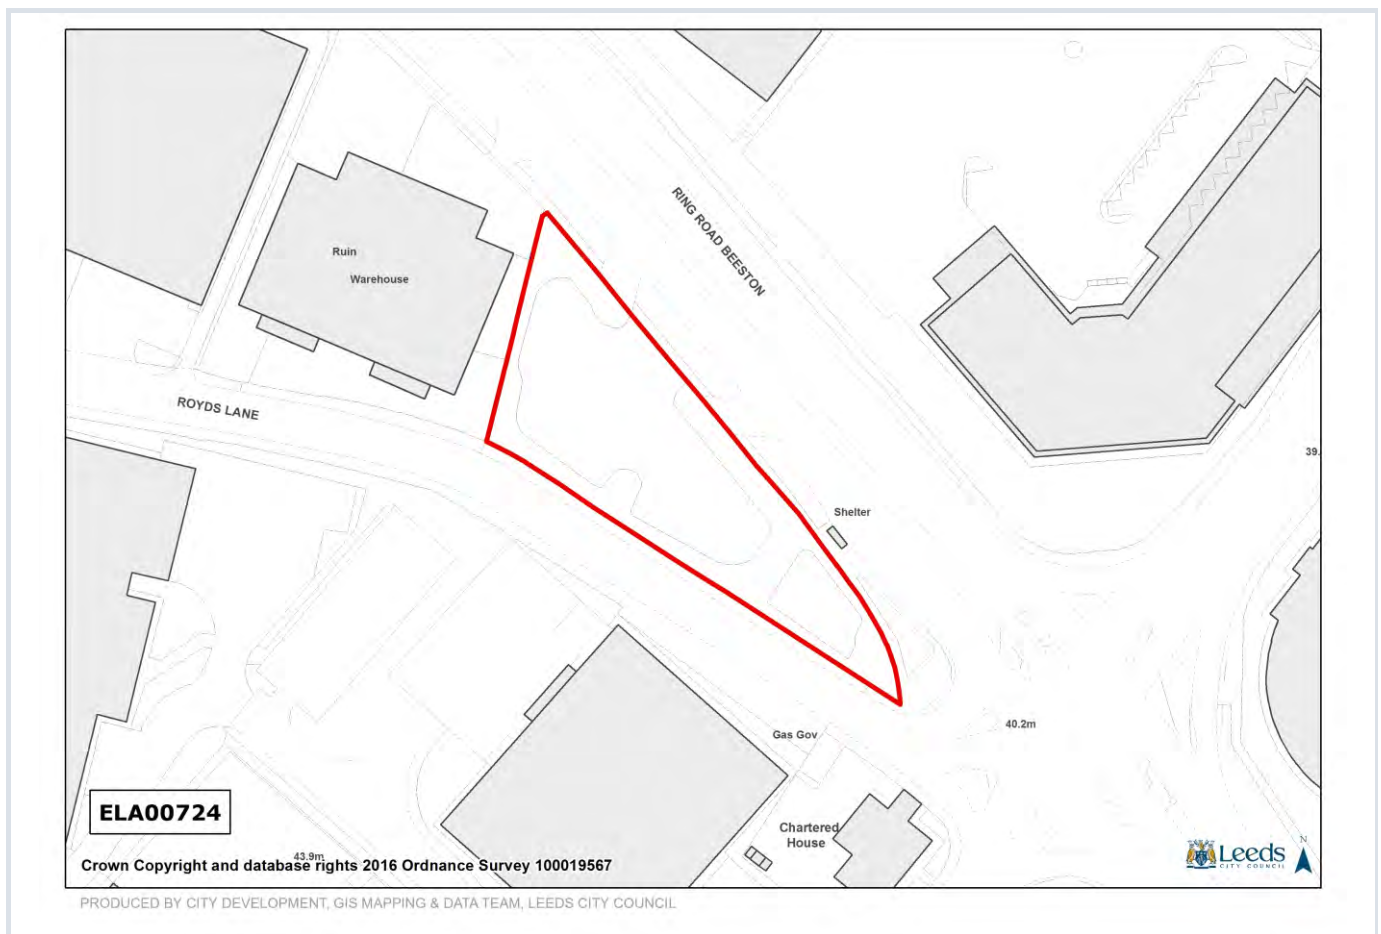 RING ROAD BEESTON
Ruin
Warehouse
ROYDS LANE
39.
Shelter
40.2m
Gas Gov
ELA00724
Chartered
House
43.9m
Crown Copyright and database rights 2016 Ordnance Survey 100019567
Leeds
CITY COUNCIL
N
PRODUCED BY CITY DEVELOPMENT, GIS MAPPING & DATA TEAM, LEEDS CITY COUNCIL